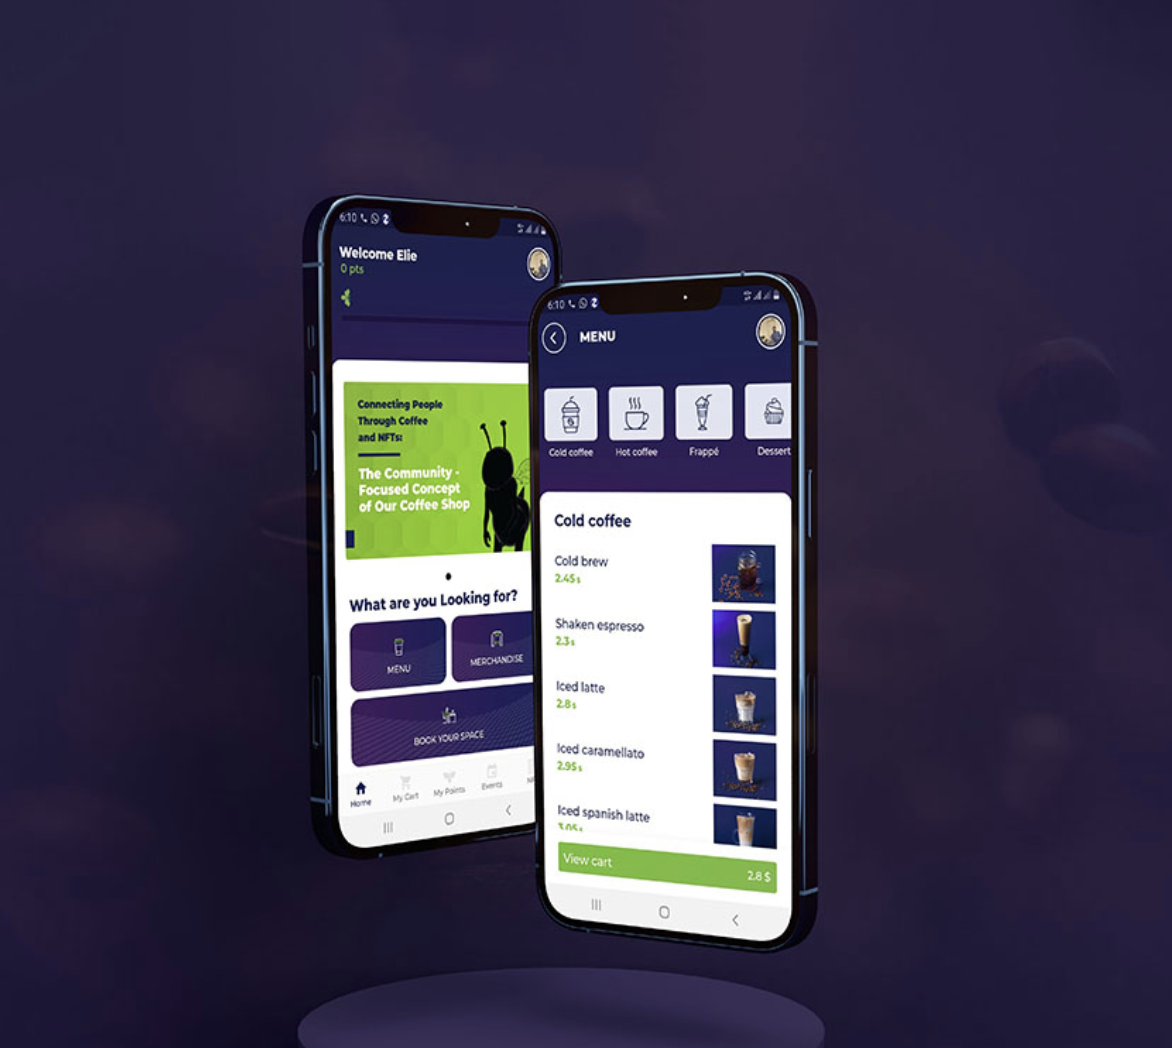 6:10
Welcome Elie
0 pts
Connecting People
Through Coffee
and NFTs:
The Community -
Focused Concept
of Our Coffee Shop
What are you Looking for?
MENU
MERCHANDISE
BOOK YOUR SPACE
Home
My Cart
My Points
Events
6:10
MENU
Cold coffee
Hot coffee
Frappé
Dessert
Cold coffee
Cold brew
2.45$
Shaken espresso
2.3$
Iced latte
2.8$
Iced caramellato
2.95$
Iced spanish latte
3.05$
View cart
2.8 $